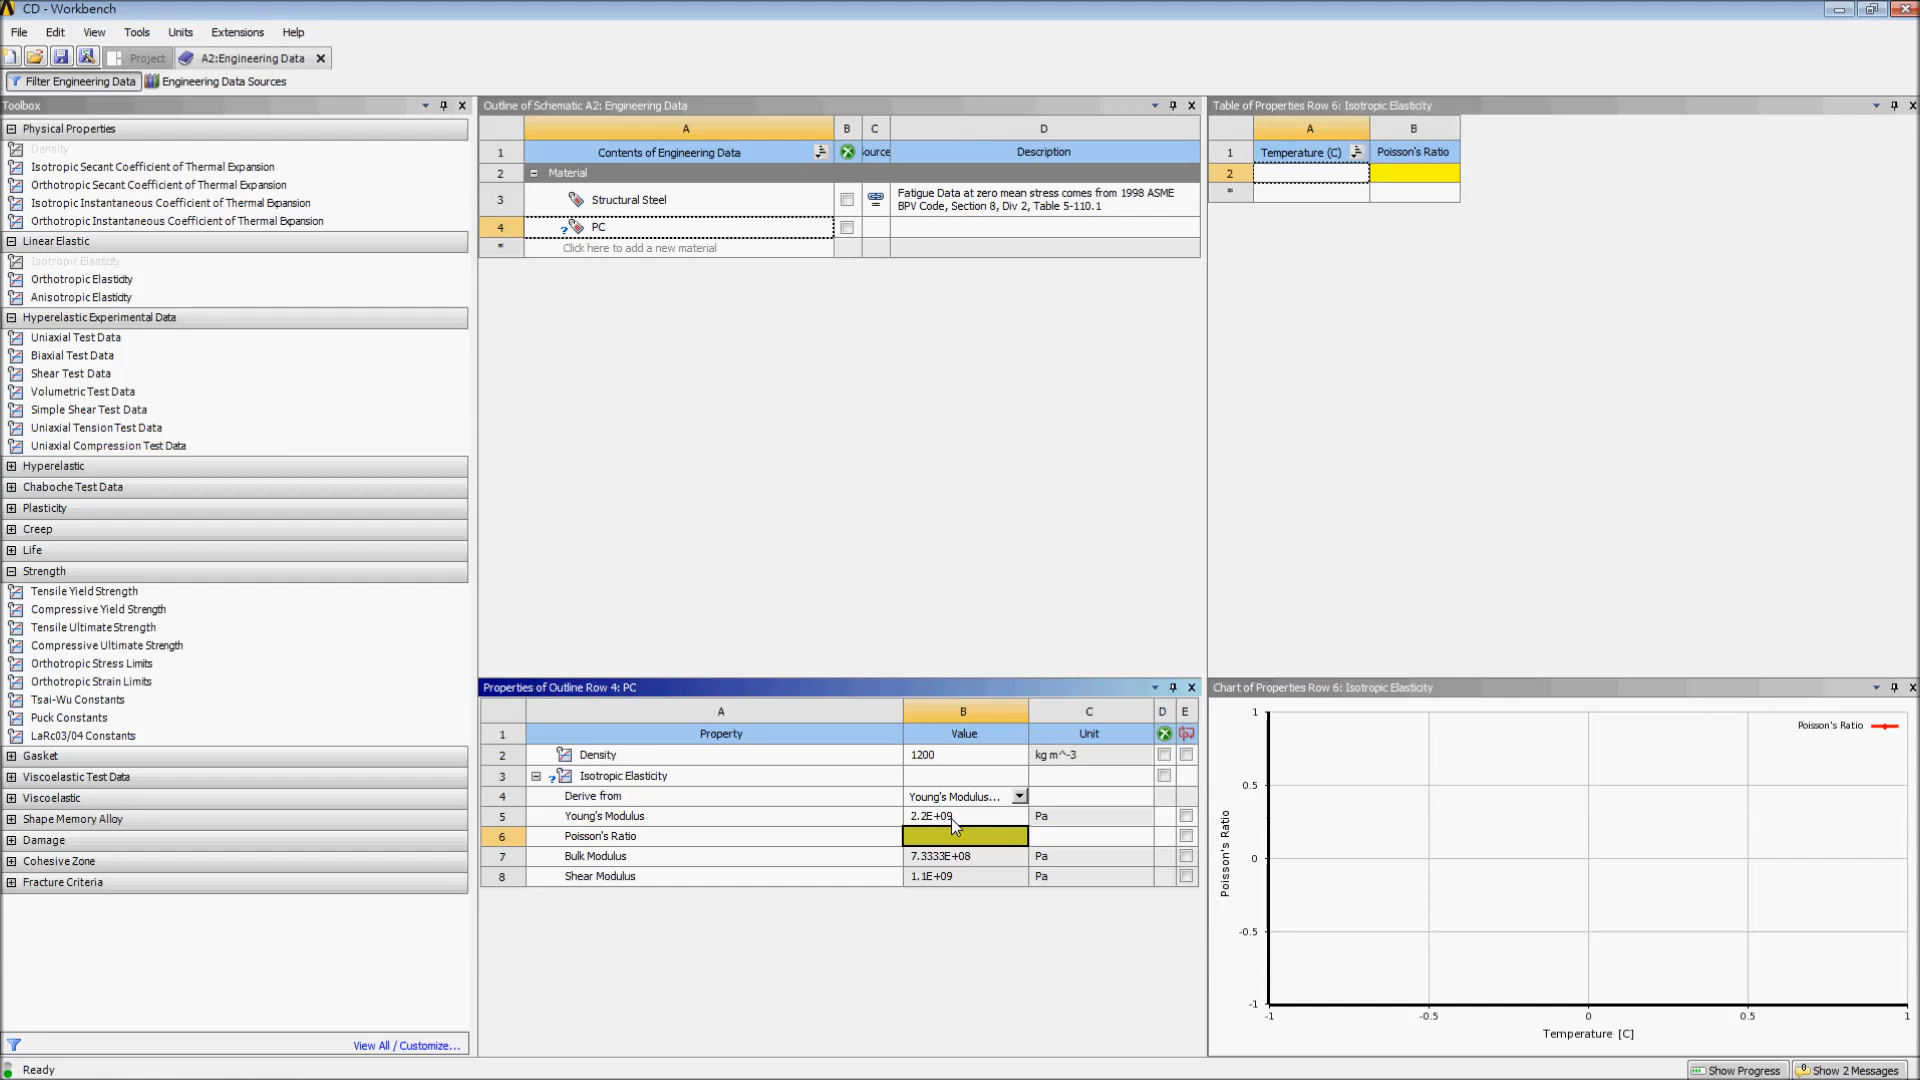 CD - Workbench
File Edit View Tools Units Extensions Help
Project A2:Engineering Data
Filter Engineering Data Engineering Data Sources
Toolbox
Physical Properties
Density
Isotropic Secant Coefficient of Thermal Expansion
Orthotropic Secant Coefficient of Thermal Expansion
Isotropic Instantaneous Coefficient of Thermal Expansion
Orthotropic Instantaneous Coefficient of Thermal Expansion
Linear Elastic
Isotropic Elasticity
Orthotropic Elasticity
Anisotropic Elasticity
Hyperelastic Experimental Data
Uniaxial Test Data
Biaxial Test Data
Shear Test Data
Volumetric Test Data
Simple Shear Test Data
Uniaxial Tension Test Data
Uniaxial Compression Test Data
Hyperelastic
Chaboche Test Data
Plasticity
Creep
Life
Strength
Tensile Yield Strength
Compressive Yield Strength
Tensile Ultimate Strength
Compressive Ultimate Strength
Orthotropic Stress Limits
Orthotropic Strain Limits
Tsai-Wu Constants
Puck Constants
LaRc03/04 Constants
Gasket
Viscoelastic Test Data
Viscoelastic
Shape Memory Alloy
Damage
Cohesive Zone
Fracture Criteria
View All / Customize...
Outline of Schematic A2: Engineering Data
A B C D
1 Contents of Engineering Data ource Description
2 Material
3 Structural Steel Fatigue Data at zero mean stress comes from 1998 ASME
BPV Code, Section 8, Div 2, Table 5-110.1
4 ? PC
* Click here to add a new material
Properties of Outline Row 4: PC
A B C D E
1 Property Value Unit
2 Density 1200 kg m^-3
3 ? Isotropic Elasticity
4 Derive from Young's Modulus...
5 Young's Modulus 2.2E+09 Pa
6 Poisson's Ratio
7 Bulk Modulus 7.3333E+08 Pa
8 Shear Modulus 1.1E+09 Pa
Table of Properties Row 6: Isotropic Elasticity
A B
1 Temperature (C) Poisson's Ratio
2
*
Chart of Properties Row 6: Isotropic Elasticity
Poisson's Ratio
Poisson's Ratio
1
0.5
0
-0.5
-1
-1 -0.5 0 0.5 1
Temperature [C]
Ready
Show Progress Show 2 Messages